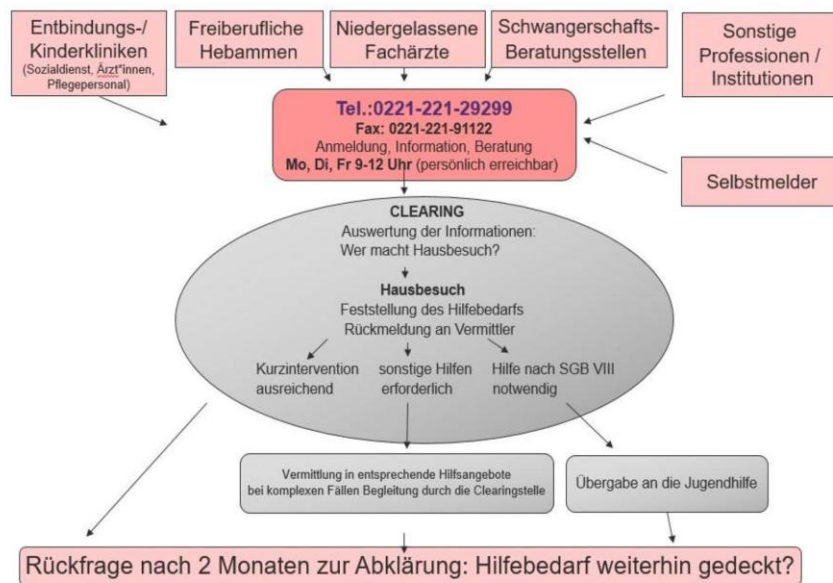 Entbindungs-/
Kinderkliniken
(Sozialdienst, Ärzt*innen,
Pflegepersonal)
Freiberufliche
Hebammen
Niedergelassene
Fachärzte
Schwangerschafts-
Beratungsstellen
Sonstige
Professionen /
Institutionen
Tel.:0221-221-29299
Fax: 0221-221-91122
Anmeldung, Information, Beratung
Mo, Di, Fr 9-12 Uhr (persönlich erreichbar)
Selbstmelder
CLEARING
Auswertung der Informationen:
Wer macht Hausbesuch?
Hausbesuch
Feststellung des Hilfebedarfs
Rückmeldung an Vermittler
Kurzintervention
ausreichend
sonstige Hilfen
erforderlich
Hilfe nach SGB VIII
notwendig
Vermittlung in entsprechende Hilfsangebote
bei komplexen Fällen Begleitung durch die Clearingstelle
Übergabe an die Jugendhilfe
Rückfrage nach 2 Monaten zur Abklärung: Hilfebedarf weiterhin gedeckt?